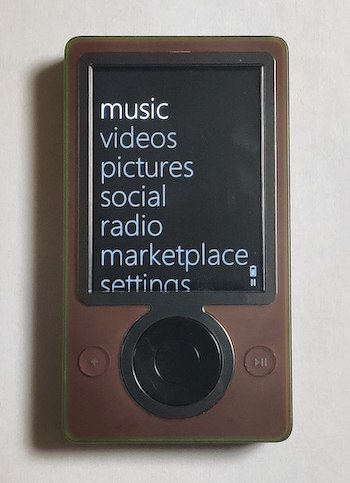 music
videos
pictures
social
radio
marketplace
settings